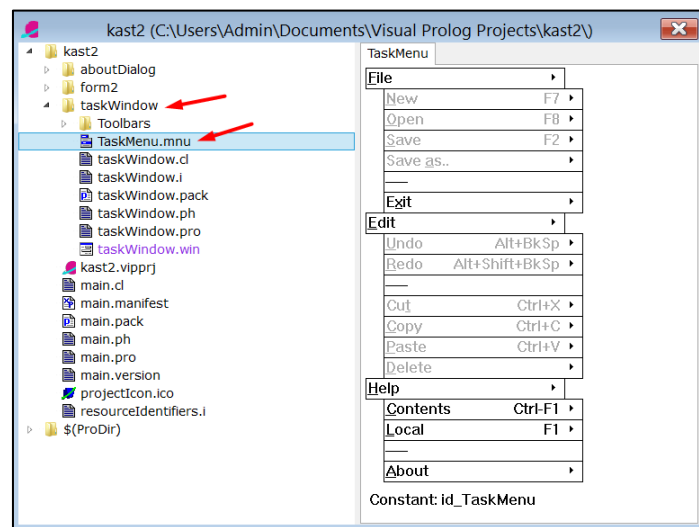 kast2 (C:\Users\Admin\Documents\Visual Prolog Projects\kast2\)
kast2
aboutDialog
form2
taskWindow
Toolbars
TaskMenu.mnu
taskWindow.cl
taskWindow.i
taskWindow.pack
taskWindow.ph
taskWindow.pro
taskWindow.win
kast2.vipprj
main.cl
main.manifest
main.pack
main.ph
main.pro
main.version
projectIcon.ico
resourceIdentifiers.i
$(ProDir)
TaskMenu
File
New F7
Open F8
Save F2
Save as..
Exit
Edit
Undo Alt+BkSp
Redo Alt+Shift+BkSp
Cut Ctrl+X
Copy Ctrl+C
Paste Ctrl+V
Delete
Help
Contents Ctrl-F1
Local F1
About
Constant: id_TaskMenu